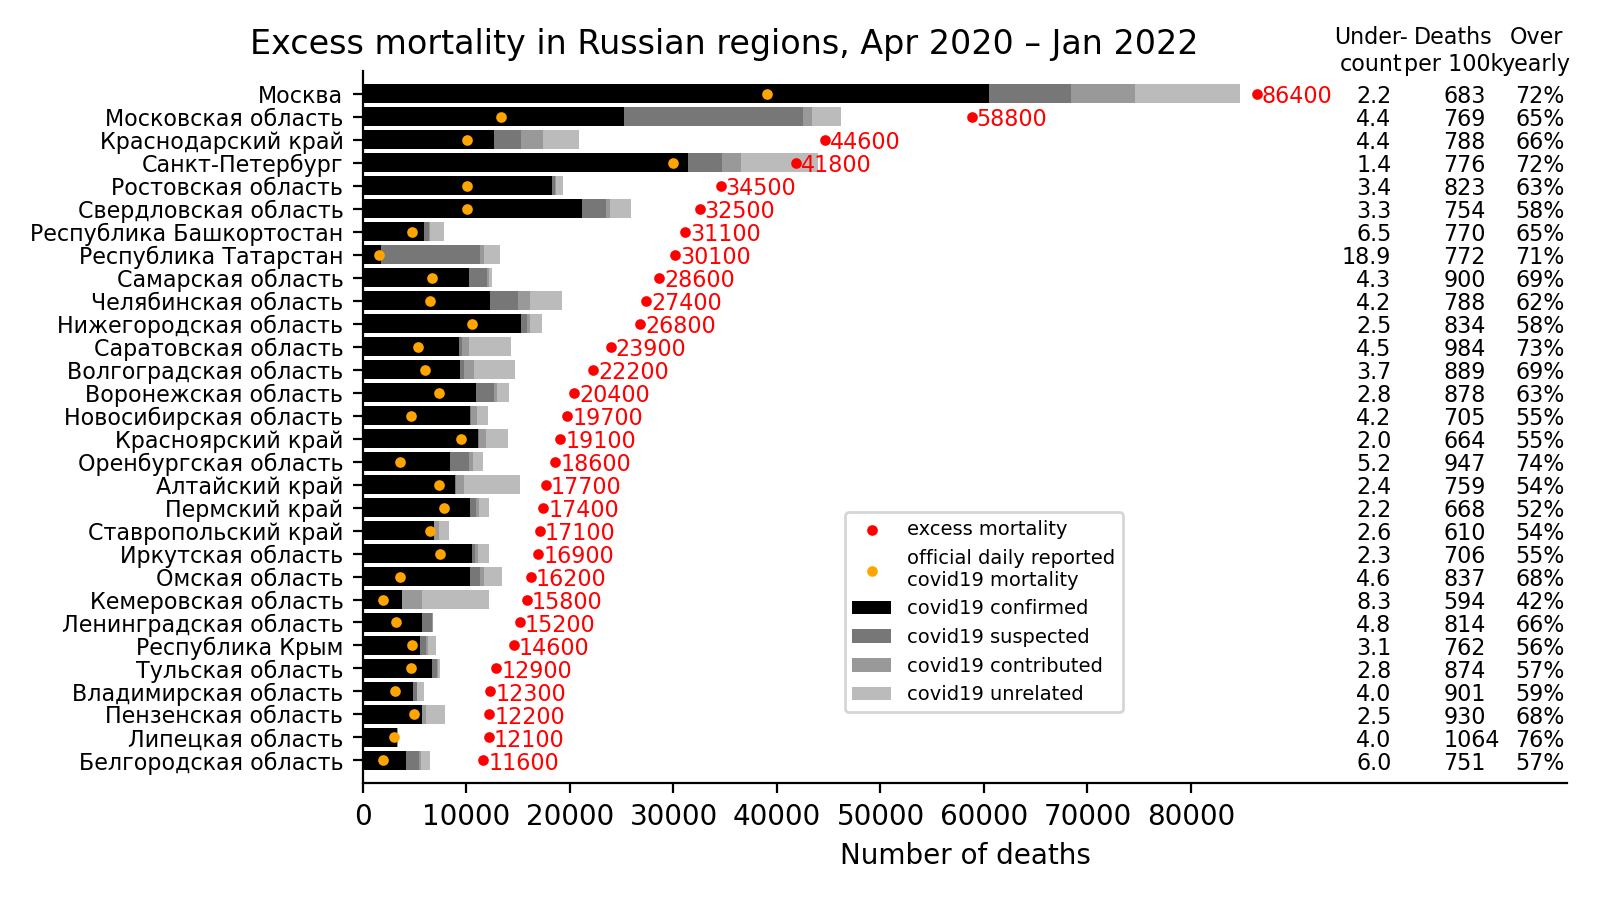 Excess mortality in Russian regions, Apr 2020 – Jan 2022
Under- Deaths Over
count per 100k yearly
Москва 86400 2.2 683 72%
Московская область 58800 4.4 769 65%
Краснодарский край 44600 4.4 788 66%
Санкт-Петербург 41800 1.4 776 72%
Ростовская область 34500 3.4 823 63%
Свердловская область 32500 3.3 754 58%
Республика Башкортостан 31100 6.5 770 65%
Республика Татарстан 30100 18.9 772 71%
Самарская область 28600 4.3 900 69%
Челябинская область 27400 4.2 788 62%
Нижегородская область 26800 2.5 834 58%
Саратовская область 23900 4.5 984 73%
Волгоградская область 22200 3.7 889 69%
Воронежская область 20400 2.8 878 63%
Новосибирская область 19700 4.2 705 55%
Красноярский край 19100 2.0 664 55%
Оренбургская область 18600 5.2 947 74%
Алтайский край 17700 2.4 759 54%
Пермский край 17400 2.2 668 52%
Ставропольский край 17100 2.6 610 54%
Иркутская область 16900 2.3 706 55%
Омская область 16200 4.6 837 68%
Кемеровская область 15800 8.3 594 42%
Ленинградская область 15200 4.8 814 66%
Республика Крым 14600 3.1 762 56%
Тульская область 12900 2.8 874 57%
Владимирская область 12300 4.0 901 59%
Пензенская область 12200 2.5 930 68%
Липецкая область 12100 4.0 1064 76%
Белгородская область 11600 6.0 751 57%
excess mortality
official daily reported
covid19 mortality
covid19 confirmed
covid19 suspected
covid19 contributed
covid19 unrelated
0 10000 20000 30000 40000 50000 60000 70000 80000
Number of deaths